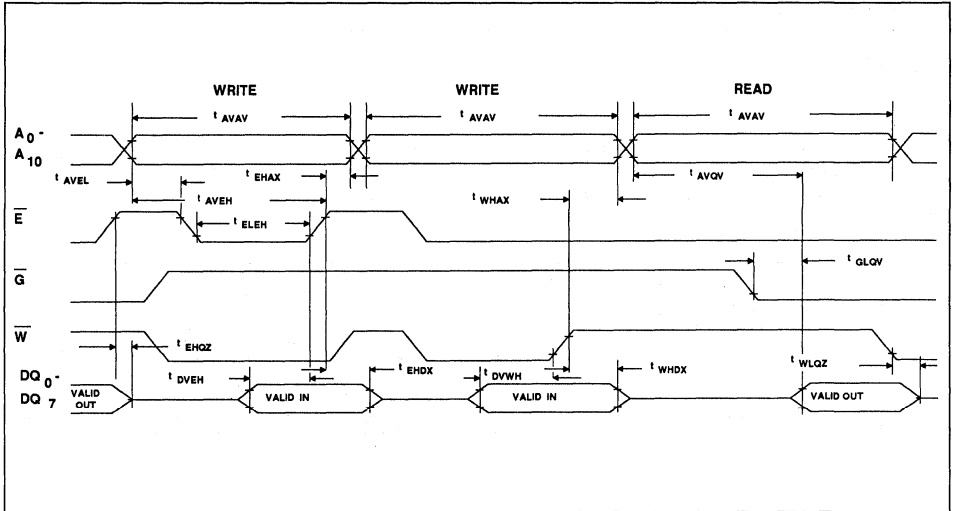 WRITE WRITE READ
t AVAV t AVAV t AVAV
A 0 -
A 10
t AVEL t EHAX t AVQV
t AVEH t WHAX
E
t ELEH
G t GLQV
W
t EHQZ
DQ 0 - t DVEH t EHDX t DVWH t WHDX t WLQZ
DQ 7 VALID OUT VALID IN VALID IN VALID OUT